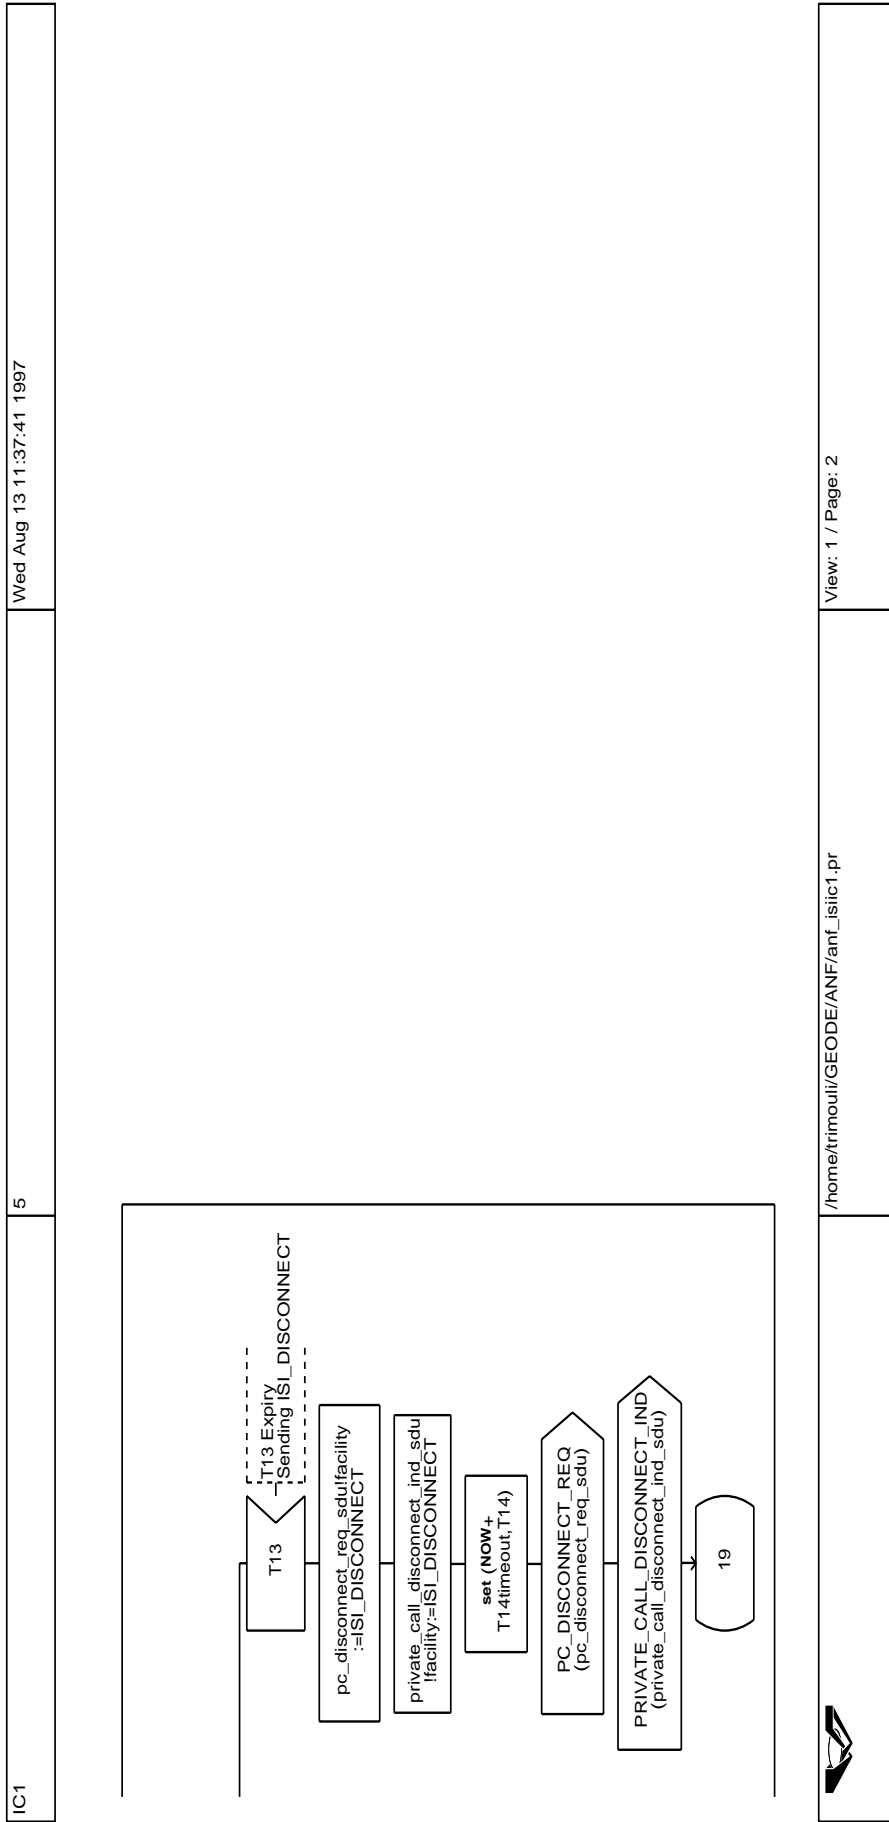 IC1
5
Wed Aug 13 11:37:41 1997
T13
T13 Expiry
Sending ISI_DISCONNECT
pc_disconnect_req_sdu!facility
:=ISI_DISCONNECT
private_call_disconnect_ind_sdu
!facility:=ISI_DISCONNECT
set (NOW+
T14timeout,T14)
PC_DISCONNECT_REQ
(pc_disconnect_req_sdu)
PRIVATE_CALL_DISCONNECT_IND
(private_call_disconnect_ind_sdu)
19
/home/trimouli/GEODE/ANF/anf_isiic1.pr
View: 1 / Page: 2